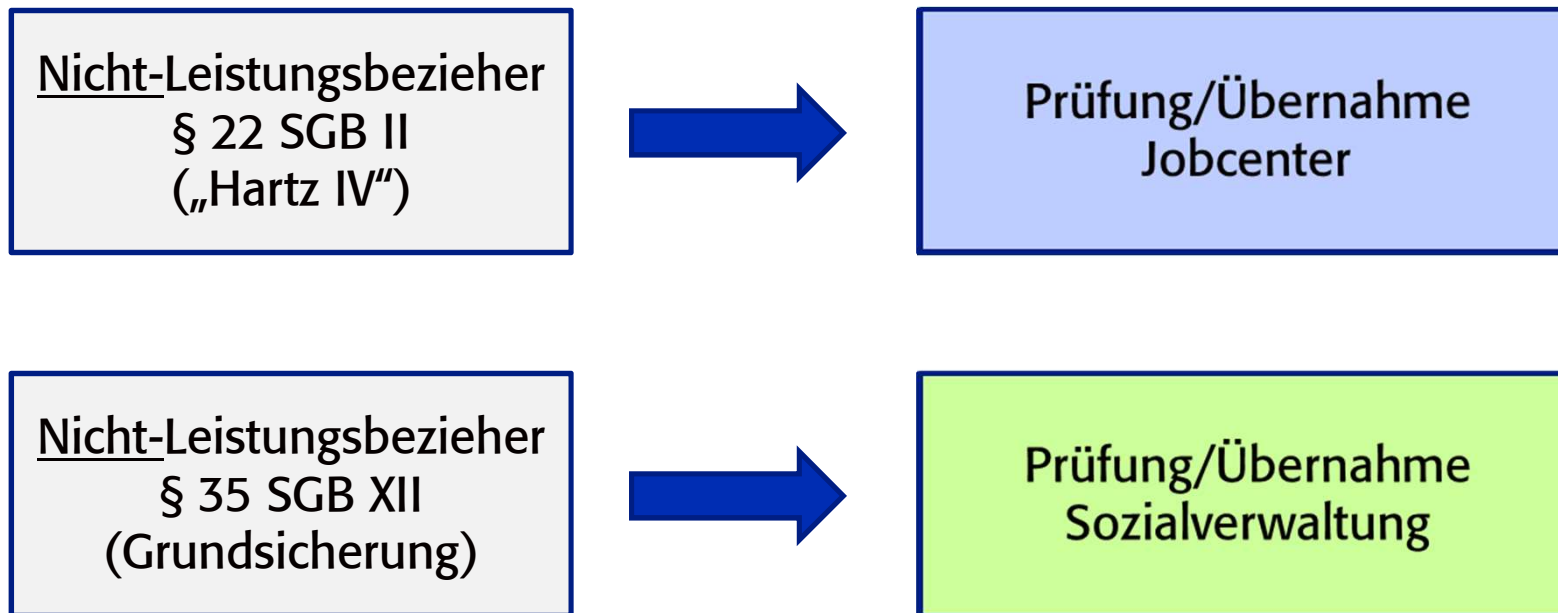 Nicht-Leistungsbezieher
§ 22 SGB II
(„Hartz IV“)
Prüfung/Übernahme
Jobcenter
Nicht-Leistungsbezieher
§ 35 SGB XII
(Grundsicherung)
Prüfung/Übernahme
Sozialverwaltung